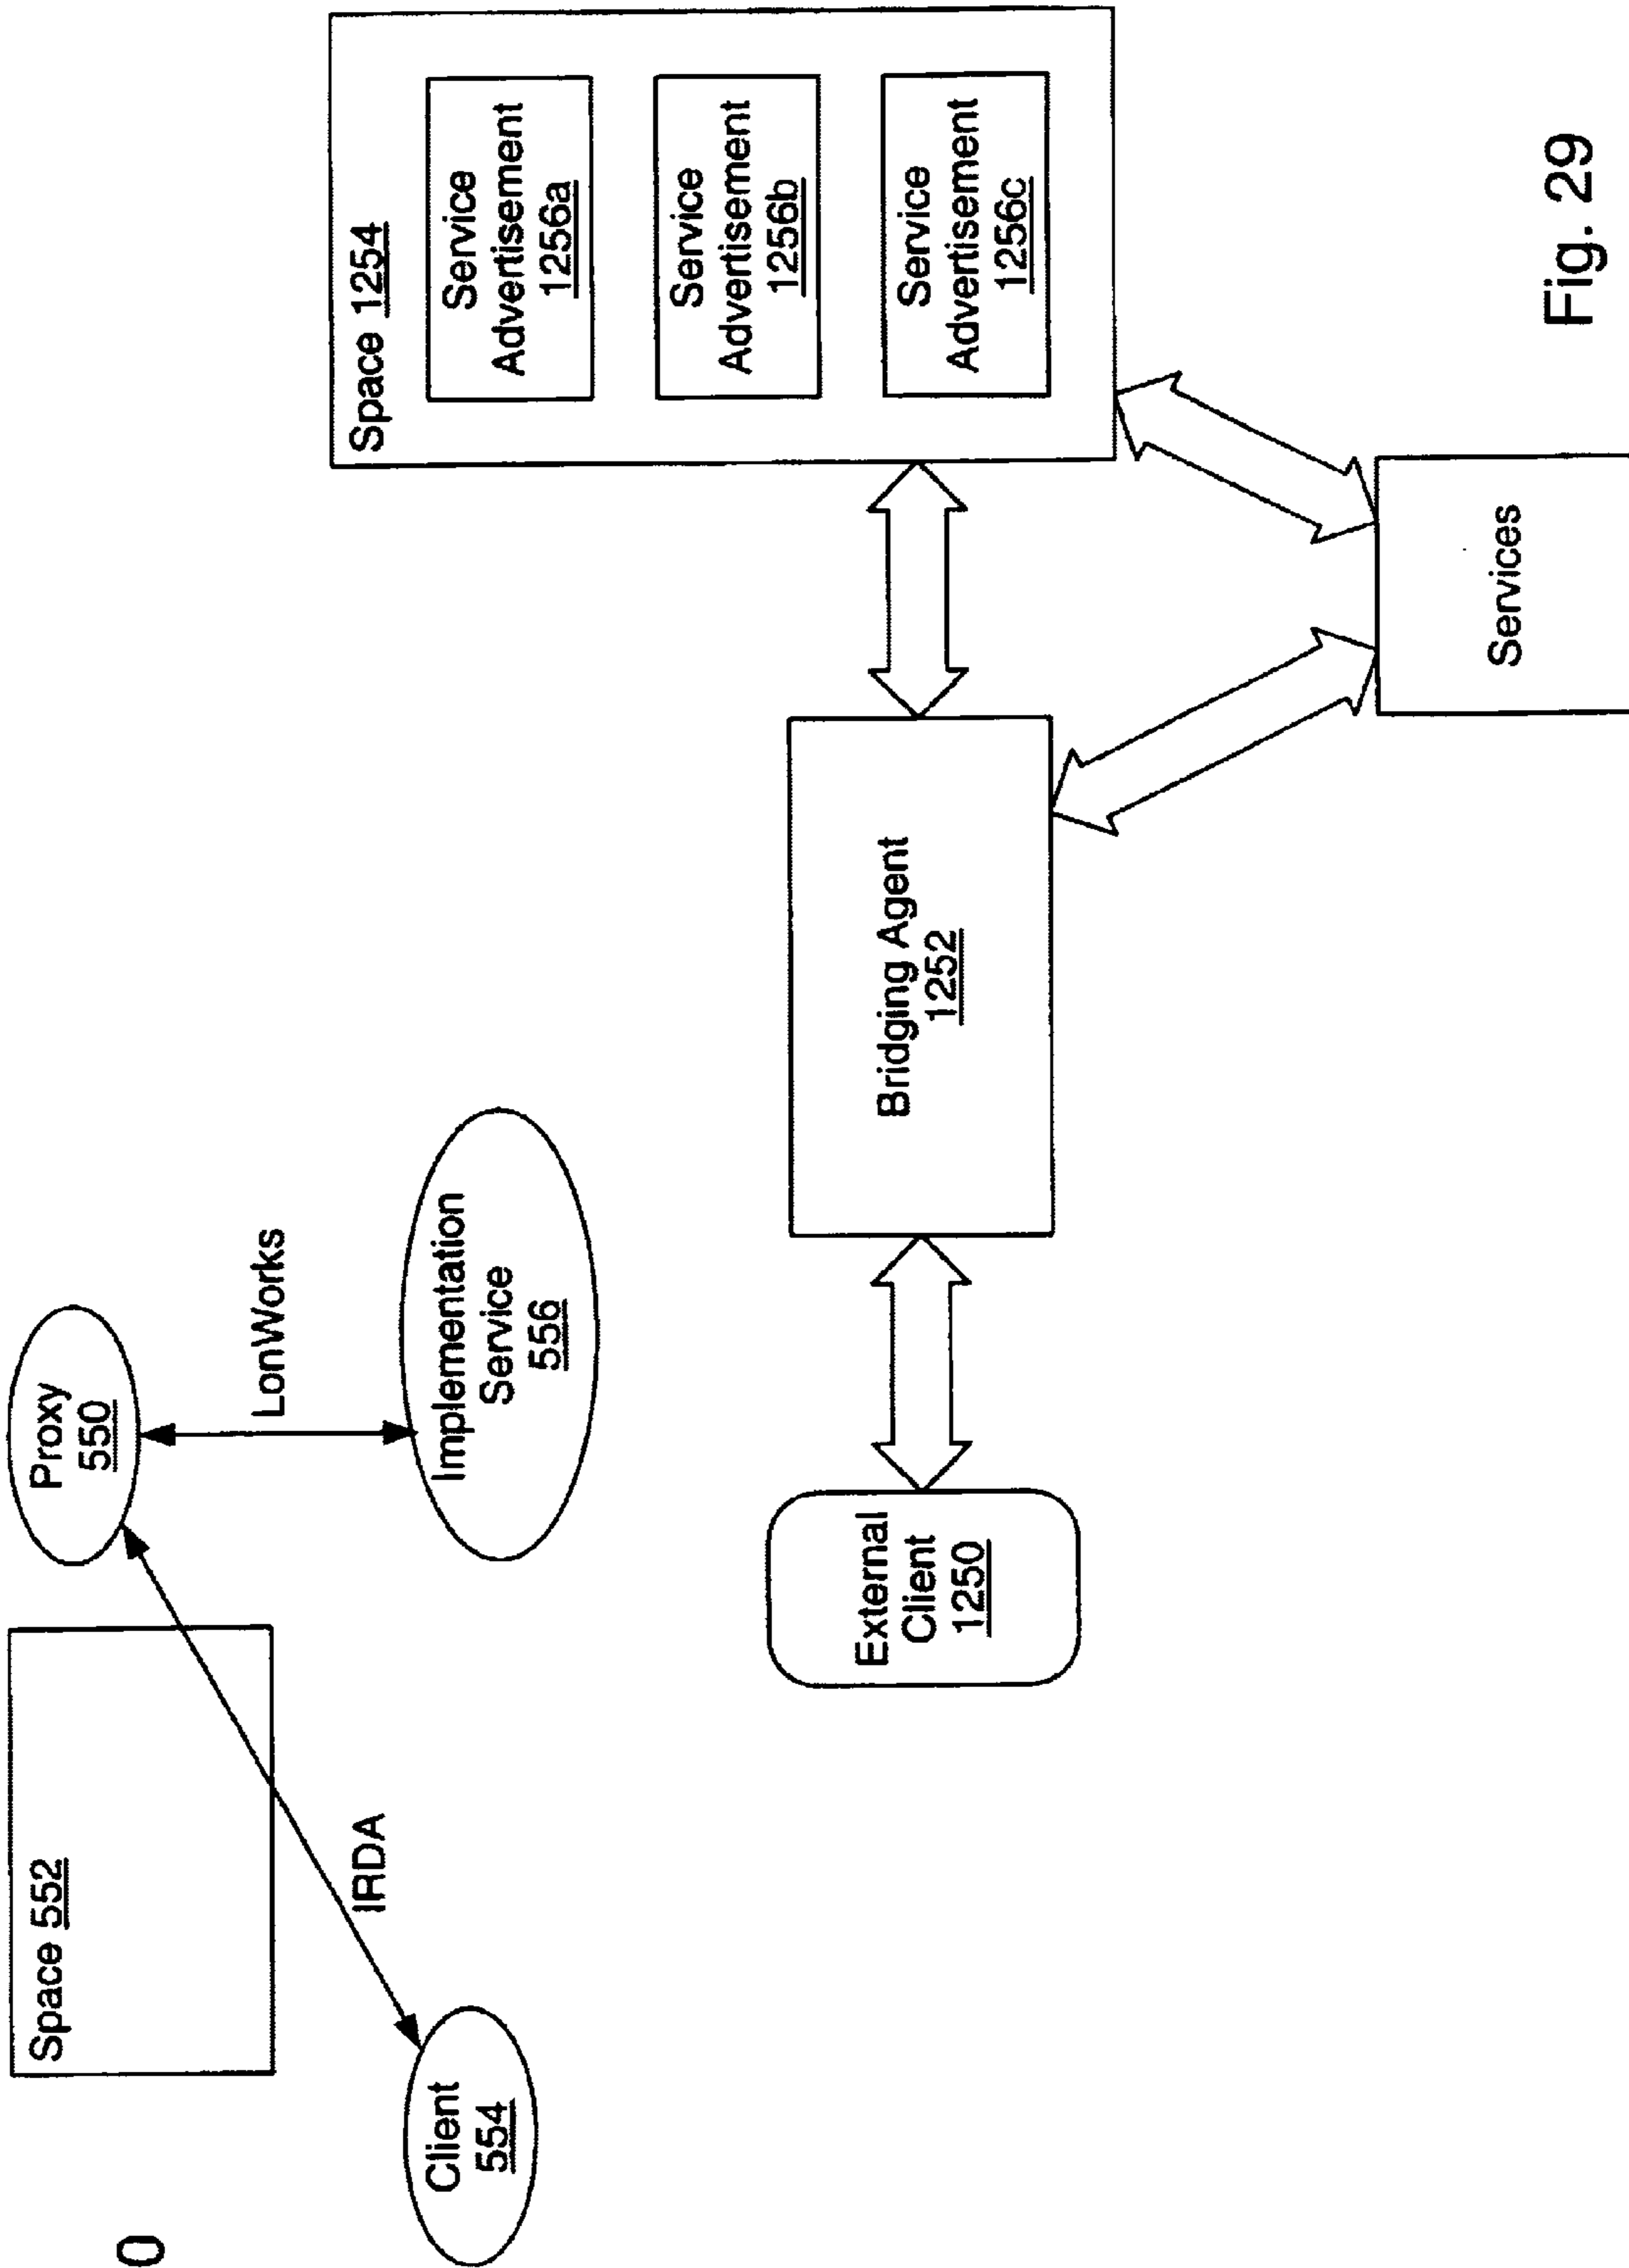 0
Space 552
Proxy
550
IRDA
LonWorks
Client
554
Implementation
Service
556
Space 1254
Service
Advertisement
1256a
Service
Advertisement
1256b
Service
Advertisement
1256c
External
Client
1250
Bridging Agent
1252
Services
Fig. 29